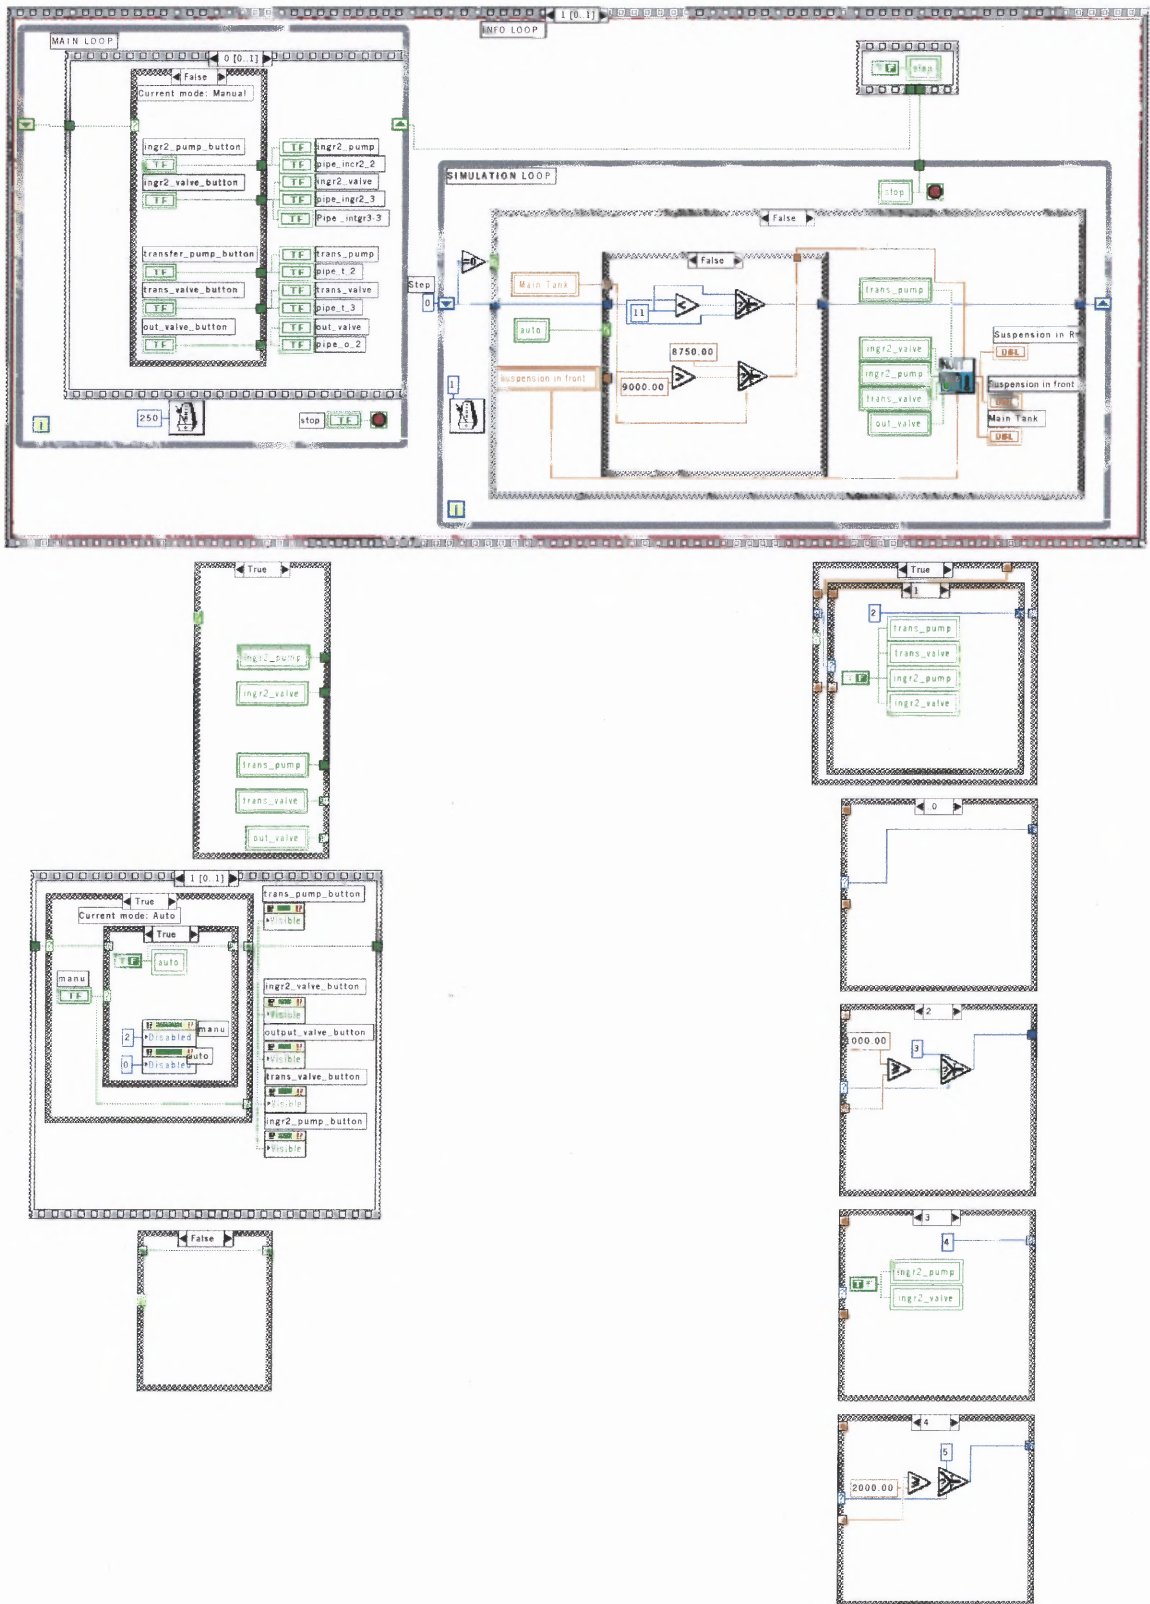 1 [0..1]
INFO LOOP
MAIN LOOP
0 [0..1]
False
Current mode: Manual
ingr2_pump_button
TF
ingr2_valve_button
TF
TF ingr2_pump
TF pipe_incr2_2
TF ingr2_valve
TF pipe_ingr2_3
TF Pipe_intgr3-3
transfer_pump_button
TF
trans_valve_button
TF
out_valve_button
TF
TF trans_pump
TF pipe_t_2
TF trans_valve
TF pipe_t_3
TF out_valve
TF pipe_o_2
250
stop TF
i
F stop
SIMULATION LOOP
stop
False
=0
Step
0
1
Main Tank
auto
Suspension in front
False
11
<
?
8750.00
9000.00
>
?
trans_pump
ingr2_valve
ingr2_pump
trans_valve
out_valve
Suspension in R
DBL
Suspension in front
Main Tank
DBL
i
True
ingr2_pump
ingr2_valve
trans_pump
trans_valve
out_valve
True
1
2
trans_pump
trans_valve
F
ingr2_pump
ingr2_valve
..0
1 [0..1]
True
Current mode: Auto
True
F auto
manu
TF
manu
2 Disabled
auto
0 Disabled
trans_pump_button
Visible
ingr2_valve_button
Visible
output_valve_button
Visible
trans_valve_button
Visible
ingr2_pump_button
Visible
2
000.00
3
?
False
3
4
T
ingr2_pump
ingr2_valve
4
5
2000.00
?